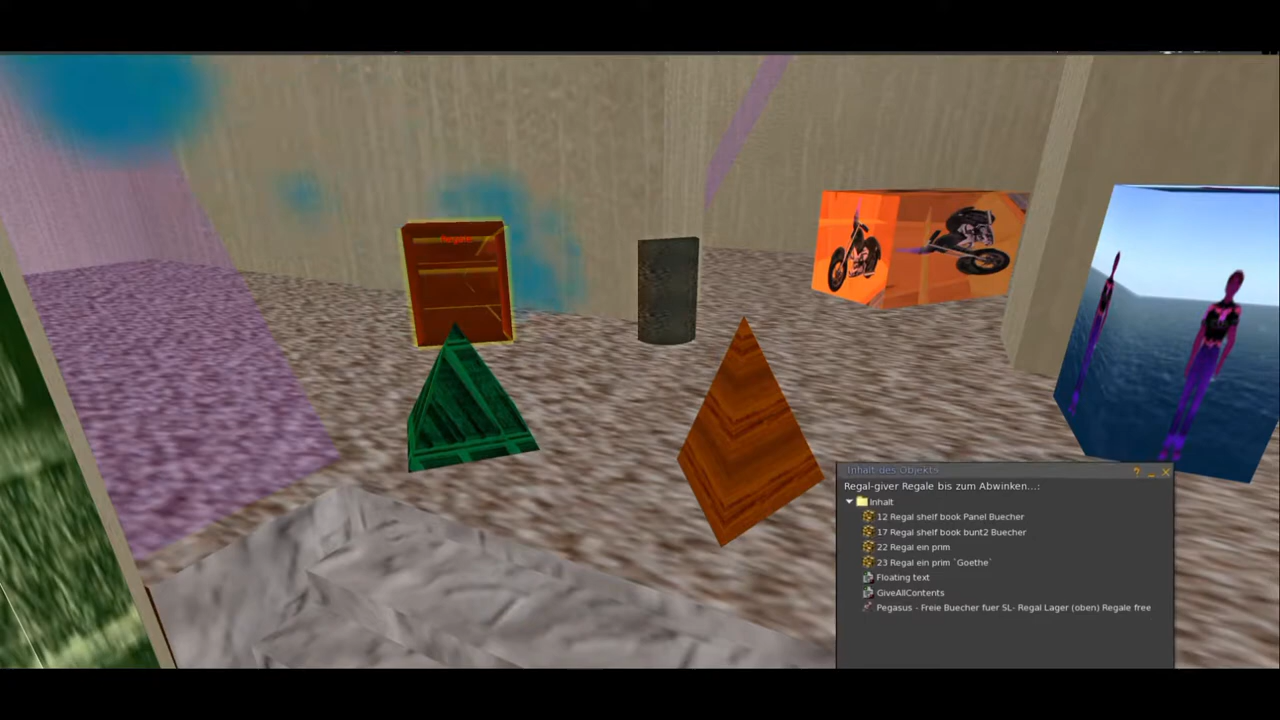 Regale
Inhalt des Objekts
Regal-giver Regale bis zum Abwinken...:
Inhalt
12 Regal shelf book Panel Buecher
17 Regal shelf book bunt2 Buecher
22 Regal ein prim
23 Regal ein prim `Goethe`
Floating text
GiveAllContents
Pegasus - Freie Buecher fuer SL- Regal Lager (oben) Regale free